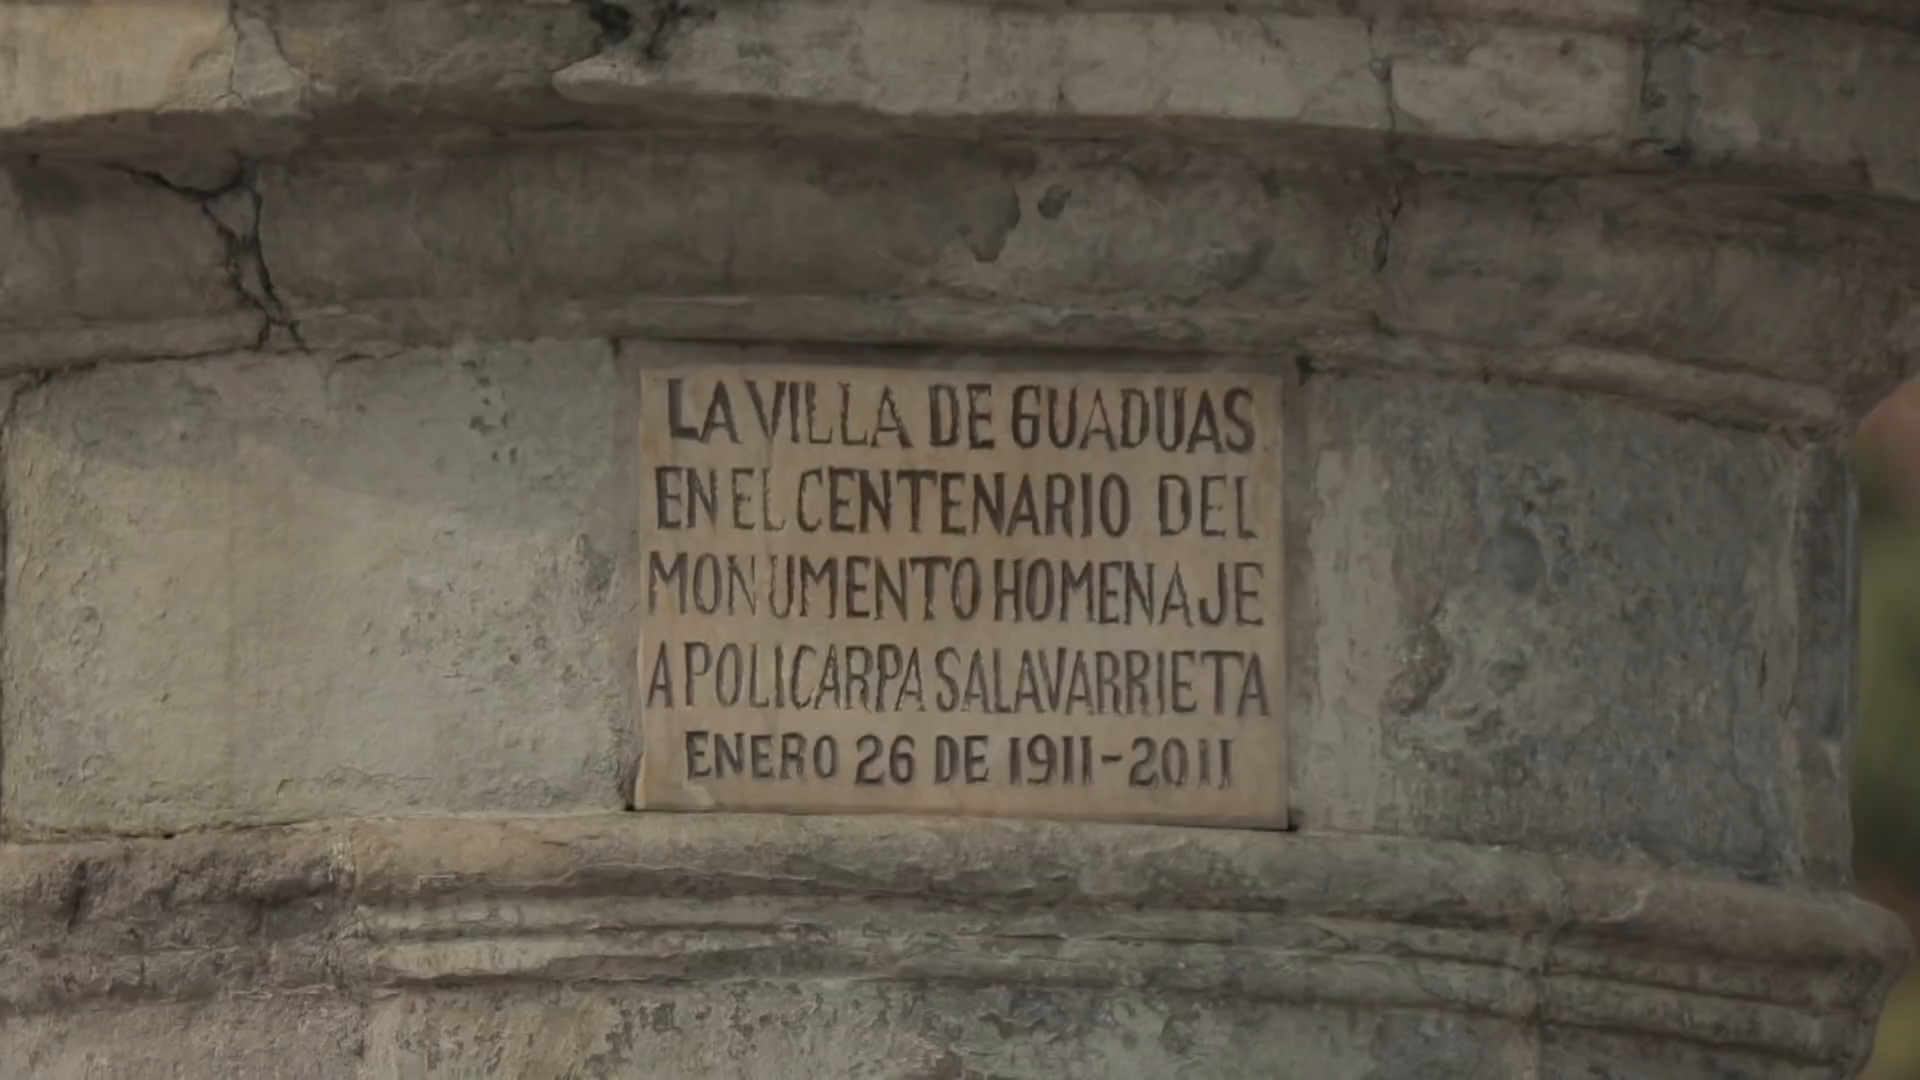 LA VILLA DE GUADUAS
EN EL CENTENARIO DEL
MONUMENTO HOMENAJE
A POLICARPA SALAVARRIETA
ENERO 26 DE 1911-2011